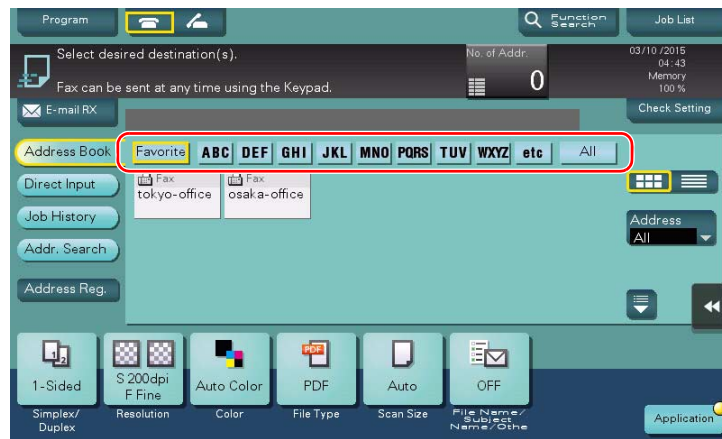 Program
Function
Search
Job List
Select desired destination(s).
Fax can be sent at any time using the Keypad.
No. of Addr.
0
03/10 /2015
04:43
Memory
100 %
E-mail RX
Check Setting
Address Book
Favorite ABC DEF GHI JKL MNO PQRS TUV WXYZ etc All
Direct Input
Fax
tokyo-office
Fax
osaka-office
Job History
Addr. Search
Address Reg.
Address
All
1-Sided
S 200dpi
F Fine
Auto Color
PDF
PDF
Auto
OFF
Simplex/
Duplex
Resolution
Color
File Type
Scan Size
File Name/
Subject
Name/Othe
Application